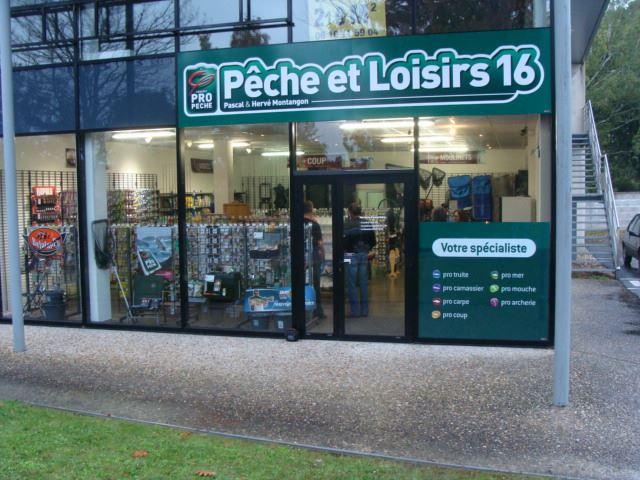 PRO
PECHE
Pêche et Loisirs 16
Pascal & Hervé Montangon
COUP
MOULINETS
Votre spécialiste
pro truite
pro carnassier
pro carpe
pro coup
pro mer
pro mouche
pro archerie